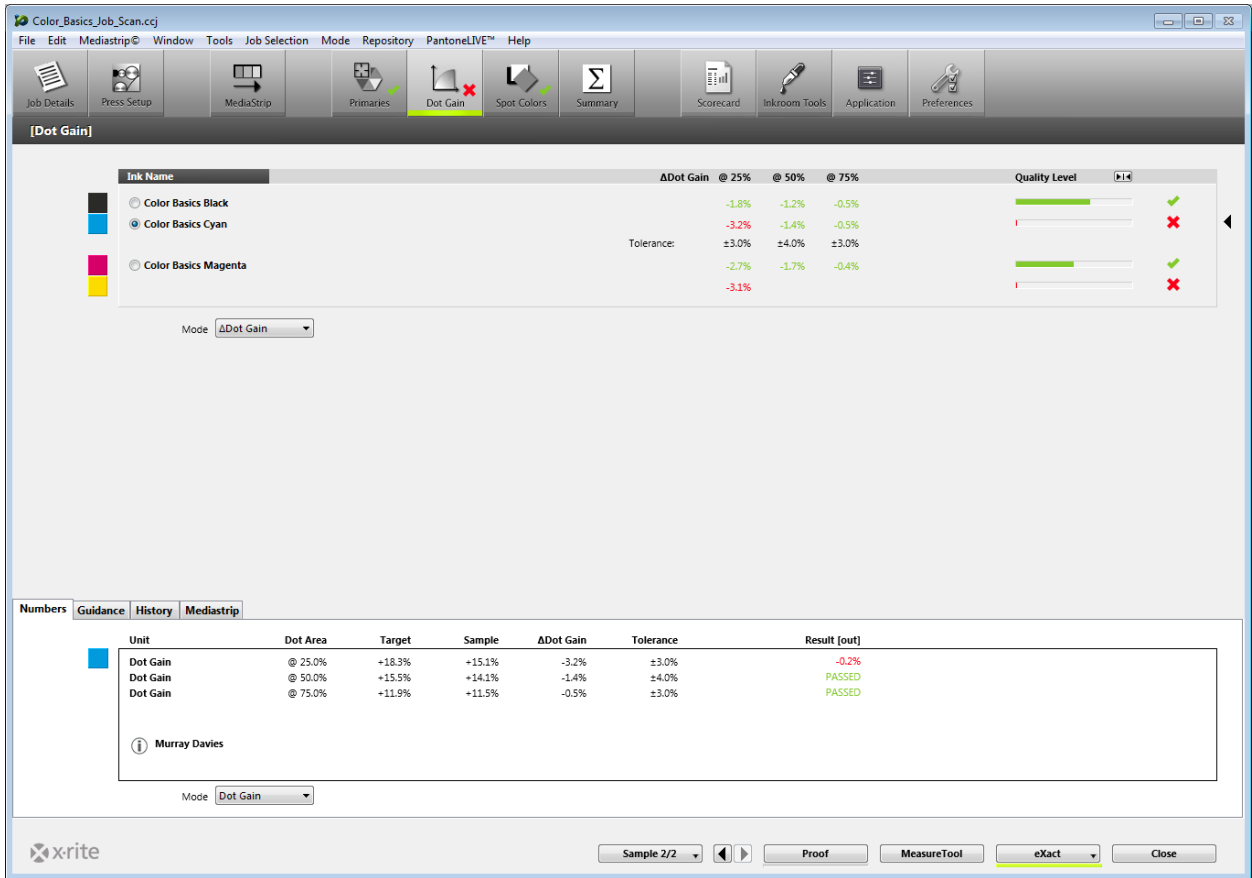 Color_Basics_Job_Scan.ccj
File Edit Mediastrip© Window Tools Job Selection Mode Repository PantoneLIVE™ Help
Job Details Press Setup MediaStrip Primaries Dot Gain Spot Colors Summary Scorecard Inkroom Tools Application Preferences
[Dot Gain]
Ink Name ΔDot Gain @ 25% @ 50% @ 75% Quality Level
Color Basics Black -1.8% -1.2% -0.5%
Color Basics Cyan -3.2% -1.4% -0.5%
Tolerance: ±3.0% ±4.0% ±3.0%
Color Basics Magenta -2.7% -1.7% -0.4%
-3.1%
Mode ΔDot Gain
Numbers Guidance History Mediastrip
Unit Dot Area Target Sample ΔDot Gain Tolerance Result [out]
Dot Gain @ 25.0% +18.3% +15.1% -3.2% ±3.0% -0.2%
Dot Gain @ 50.0% +15.5% +14.1% -1.4% ±4.0% PASSED
Dot Gain @ 75.0% +11.9% +11.5% -0.5% ±3.0% PASSED
Murray Davies
Mode Dot Gain
x·rite Sample 2/2 Proof MeasureTool eXact Close